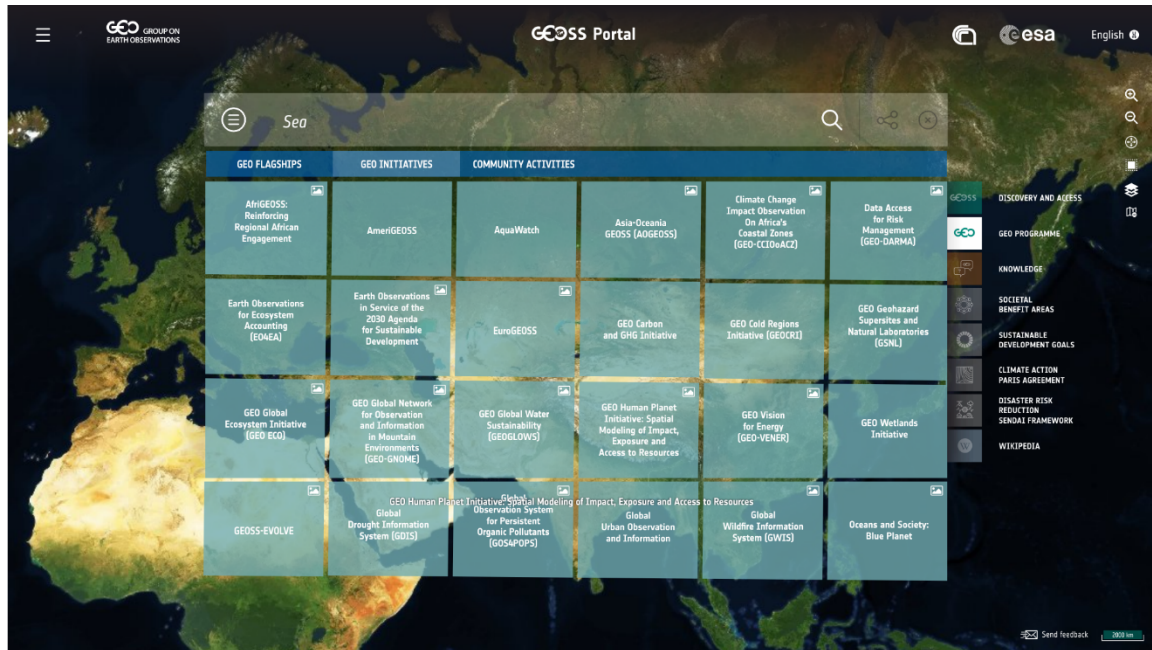 GEO GROUP ON
EARTH OBSERVATIONS
GEOSS Portal
esa
English
Sea
GEO FLAGSHIPS
GEO INITIATIVES
COMMUNITY ACTIVITIES
AfriGEOSS:
Reinforcing
Regional African
Engagement
AmeriGEOSS
AquaWatch
Asia-Oceania
GEOSS (AOGEOSS)
Climate Change
Impact Observation
On Africa's
Coastal Zones
(GEO-CCIOoACZ)
Data Access
for Risk
Management
(GEO-DARMA)
Earth Observations
for Ecosystem
Accounting
(EO4EA)
Earth Observations
in Service of the
2030 Agenda
for Sustainable
Development
EuroGEOSS
GEO Carbon
and GHG Initiative
GEO Cold Regions
Initiative (GEOCRI)
GEO Geohazard
Supersites and
Natural Laboratories
(GSNL)
GEO Global
Ecosystem Initiative
(GEO ECO)
GEO Global Network
for Observation
and Information
in Mountain
Environments
(GEO-GNOME)
GEO Global Water
Sustainability
(GEOGLOWS)
GEO Human Planet
Initiative: Spatial
Modeling of Impact,
Exposure and
Access to Resources
GEO Vision
for Energy
(GEO-VENER)
GEO Wetlands
Initiative
GEO Human Planet Initiative: Spatial Modeling of Impact, Exposure and Access to Resources
GEOSS-EVOLVE
Global
Drought Information
System (GDIS)
Global
Observation System
for Persistent
Organic Pollutants
(GOS4POPS)
Global
Urban Observation
and Information
Global
Wildfire Information
System (GWIS)
Oceans and Society:
Blue Planet
GEOSS
DISCOVERY AND ACCESS
GEO
GEO PROGRAMME
KNOWLEDGE
SOCIETAL
BENEFIT AREAS
SUSTAINABLE
DEVELOPMENT GOALS
CLIMATE ACTION
PARIS AGREEMENT
DISASTER RISK
REDUCTION
SENDAI FRAMEWORK
WIKIPEDIA
Send feedback
2000 km